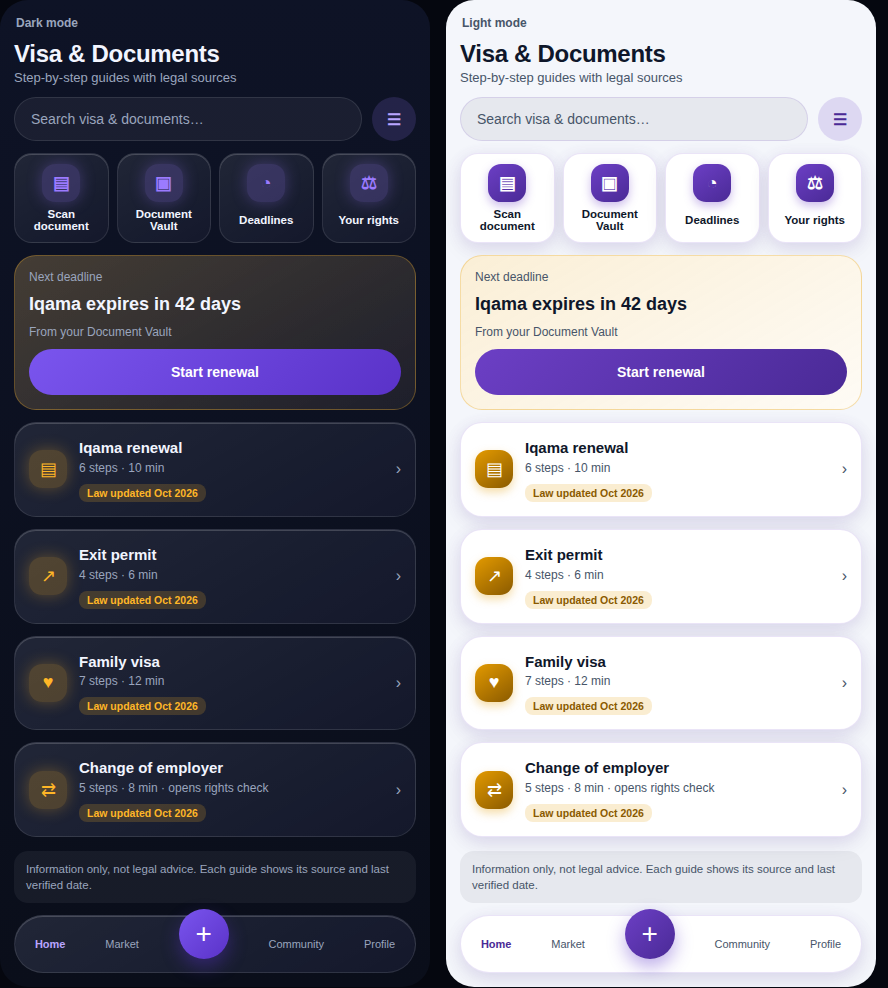 Dark mode
Visa & Documents
Step-by-step guides with legal sources
Search visa & documents…
Scan
document
Document
Vault
Deadlines
Your rights
Next deadline
Iqama expires in 42 days
From your Document Vault
Start renewal
Iqama renewal
6 steps · 10 min
Law updated Oct 2026
Exit permit
4 steps · 6 min
Law updated Oct 2026
Family visa
7 steps · 12 min
Law updated Oct 2026
Change of employer
5 steps · 8 min · opens rights check
Law updated Oct 2026
Information only, not legal advice. Each guide shows its source and last
verified date.
Home
Market
Community
Profile
Light mode
Visa & Documents
Step-by-step guides with legal sources
Search visa & documents…
Scan
document
Document
Vault
Deadlines
Your rights
Next deadline
Iqama expires in 42 days
From your Document Vault
Start renewal
Iqama renewal
6 steps · 10 min
Law updated Oct 2026
Exit permit
4 steps · 6 min
Law updated Oct 2026
Family visa
7 steps · 12 min
Law updated Oct 2026
Change of employer
5 steps · 8 min · opens rights check
Law updated Oct 2026
Information only, not legal advice. Each guide shows its source and last
verified date.
Home
Market
Community
Profile